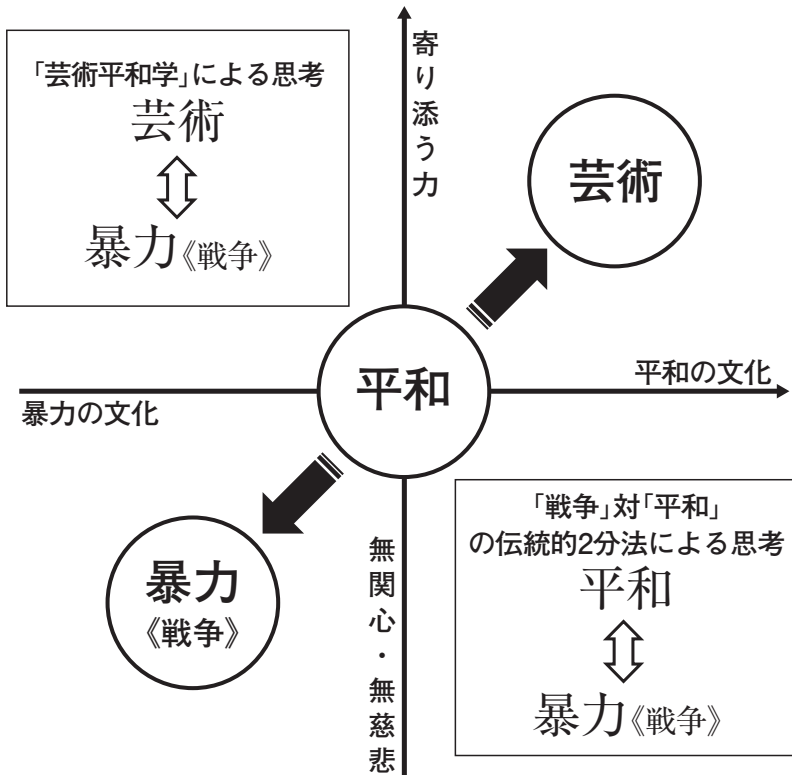 「芸術平和学」による思考
芸術
暴力《戦争》
寄り添う力
芸術
平和
平和の文化
暴力の文化
暴力
《戦争》
無関心・無慈悲
「戦争」対「平和」
の伝統的2分法による思考
平和
暴力《戦争》